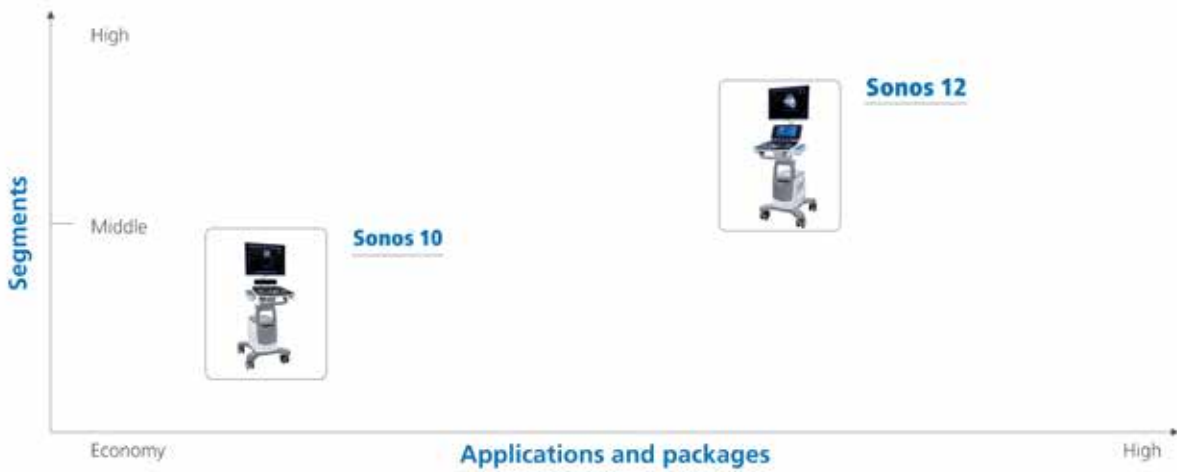 High
Sonos 12
Segments
Middle
Sonos 10
Economy
Applications and packages
High